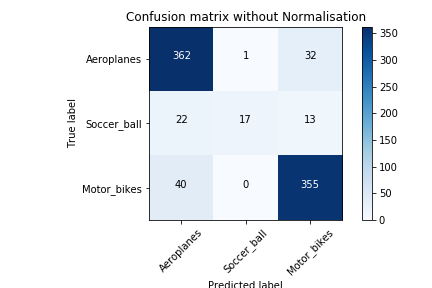 Confusion matrix without Normalisation
Aeroplanes 362 1 32
Soccer_ball 22 17 13
Motor_bikes 40 0 355
True label
Aeroplanes Soccer_ball Motor_bikes
Predicted label
350
300
250
200
150
100
50
0